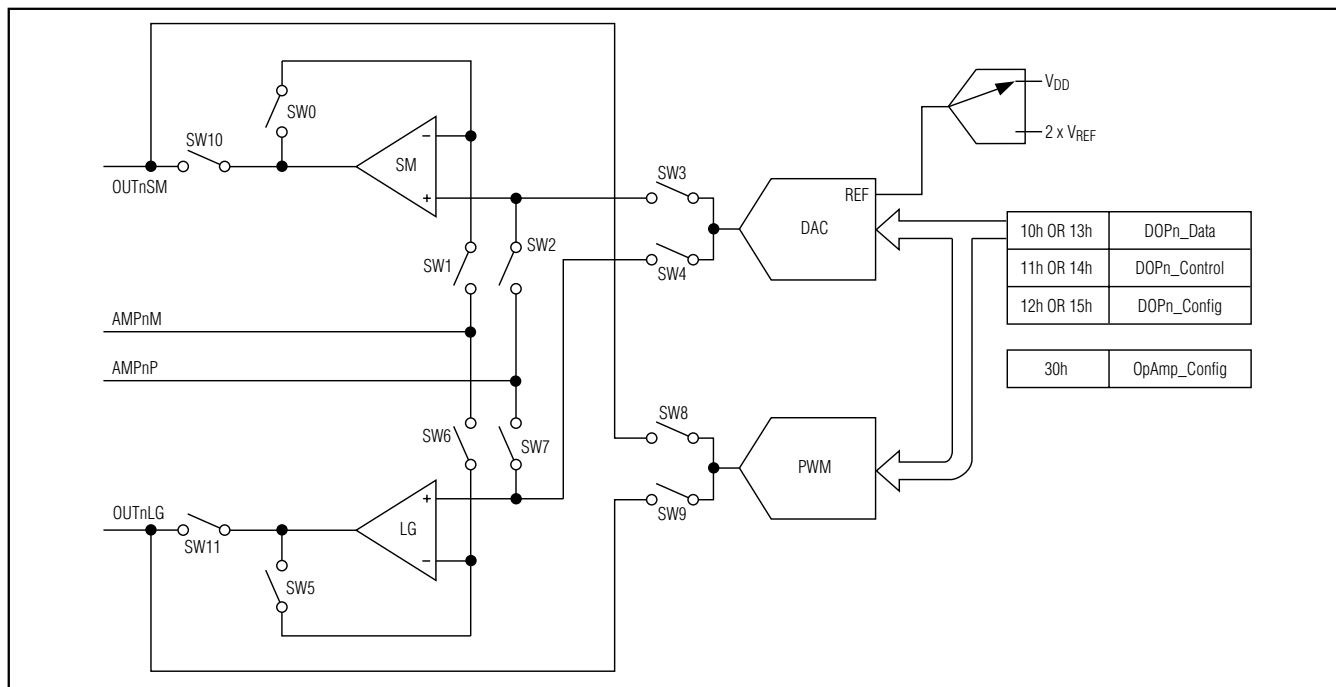 SW0
SW10
OUTnSM
−
SM
+
SW1
SW2
AMPnM
AMPnP
SW6
SW7
OUTnLG
SW11
+
LG
−
SW5
SW3
SW4
REF
DAC
V_DD
2 x V_REF
10h OR 13h DOPn_Data
11h OR 14h DOPn_Control
12h OR 15h DOPn_Config
30h OpAmp_Config
SW8
SW9
PWM